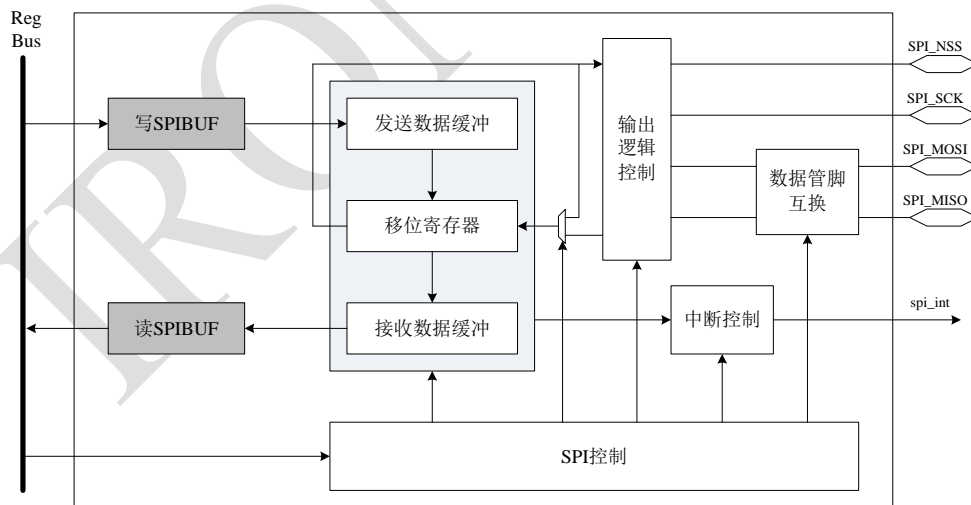 Reg
Bus
SPI_NSS
SPI_SCK
SPI_MOSI
SPI_MISO
写SPIBUF
发送数据缓冲
输出
逻辑
控制
数据管脚
互换
移位寄存器
读SPIBUF
接收数据缓冲
中断控制
spi_int
SPI控制